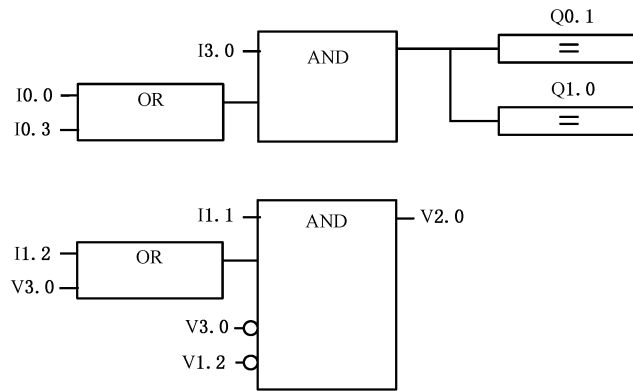 Q0.1
=
I3.0
AND
I0.0
OR
I0.3
Q1.0
=
I1.1
AND
V2.0
I1.2
OR
V3.0
V3.0
V1.2